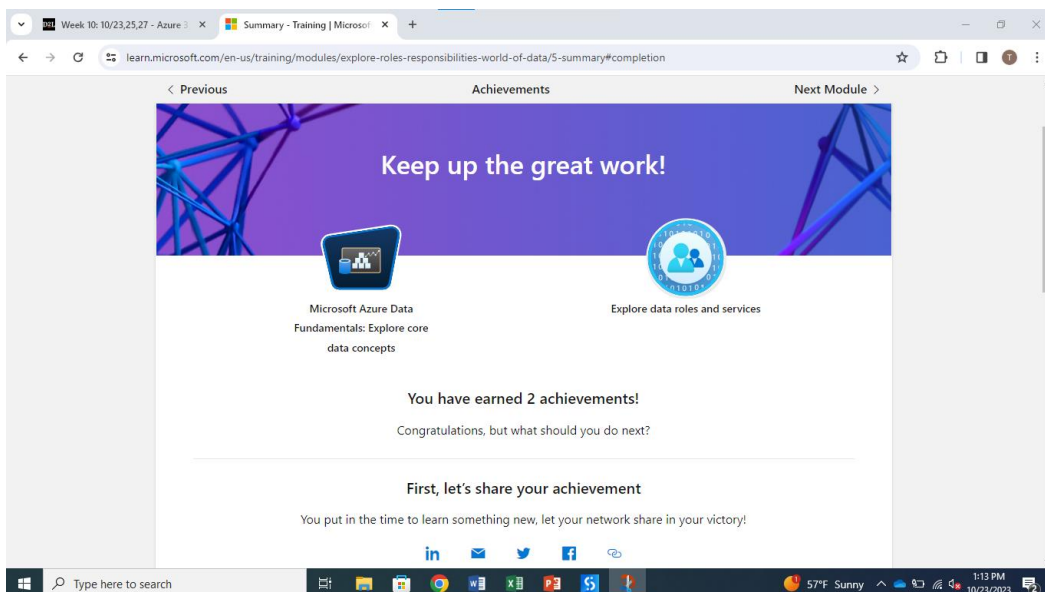 Week 10: 10/23,25,27 - Azure
Summary - Training | Microsof
learn.microsoft.com/en-us/training/modules/explore-roles-responsibilities-world-of-data/5-summary#completion
T
< Previous
Achievements
Next Module >
Keep up the great work!
Microsoft Azure Data
Fundamentals: Explore core
data concepts
Explore data roles and services
You have earned 2 achievements!
Congratulations, but what should you do next?
First, let's share your achievement
You put in the time to learn something new, let your network share in your victory!
in
Type here to search
57°F Sunny
1:13 PM
10/23/2023
2